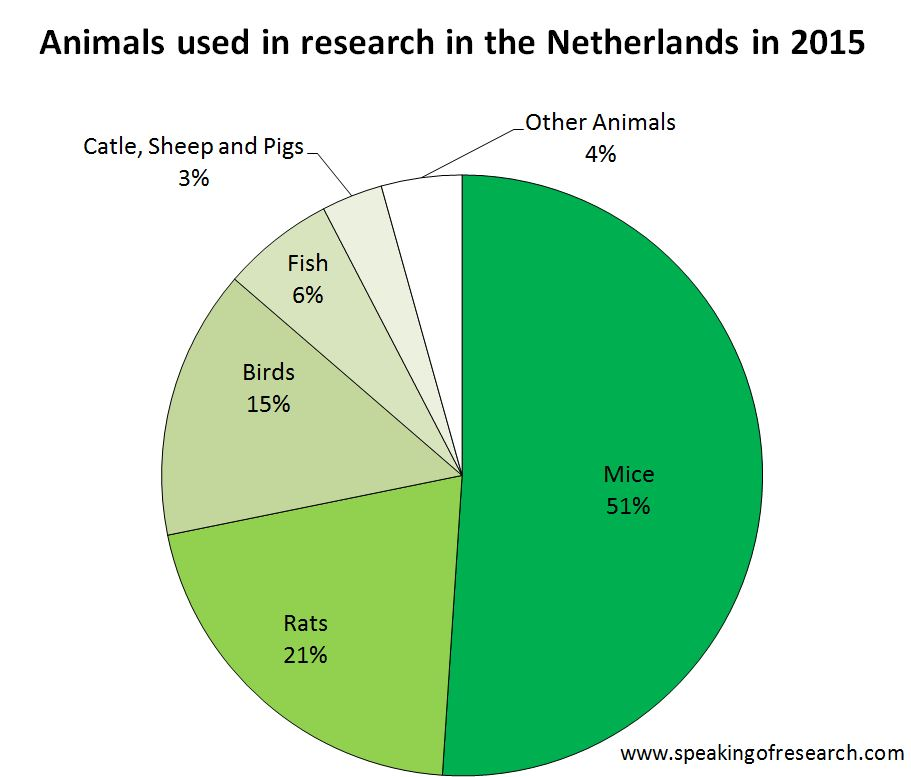 Animals used in research in the Netherlands in 2015
Other Animals
4%
Catle, Sheep and Pigs
3%
Fish
6%
Birds
15%
Mice
51%
Rats
21%
www.speakingofresearch.com